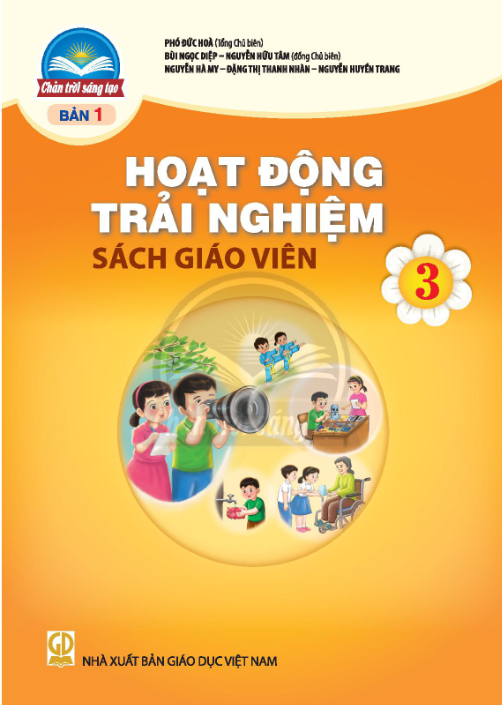 PHÓ ĐỨC HOÀ (Tổng Chủ biên)
BÙI NGỌC DIỆP – NGUYỄN HỮU TÂM (đồng Chủ biên)
NGUYỄN HÀ MY – ĐẶNG THỊ THANH NHÀN – NGUYỄN HUYỀN TRANG
Chân trời sáng tạo
BẢN 1
HOẠT ĐỘNG
TRẢI NGHIỆM
SÁCH GIÁO VIÊN
3
NHÀ XUẤT BẢN GIÁO DỤC VIỆT NAM